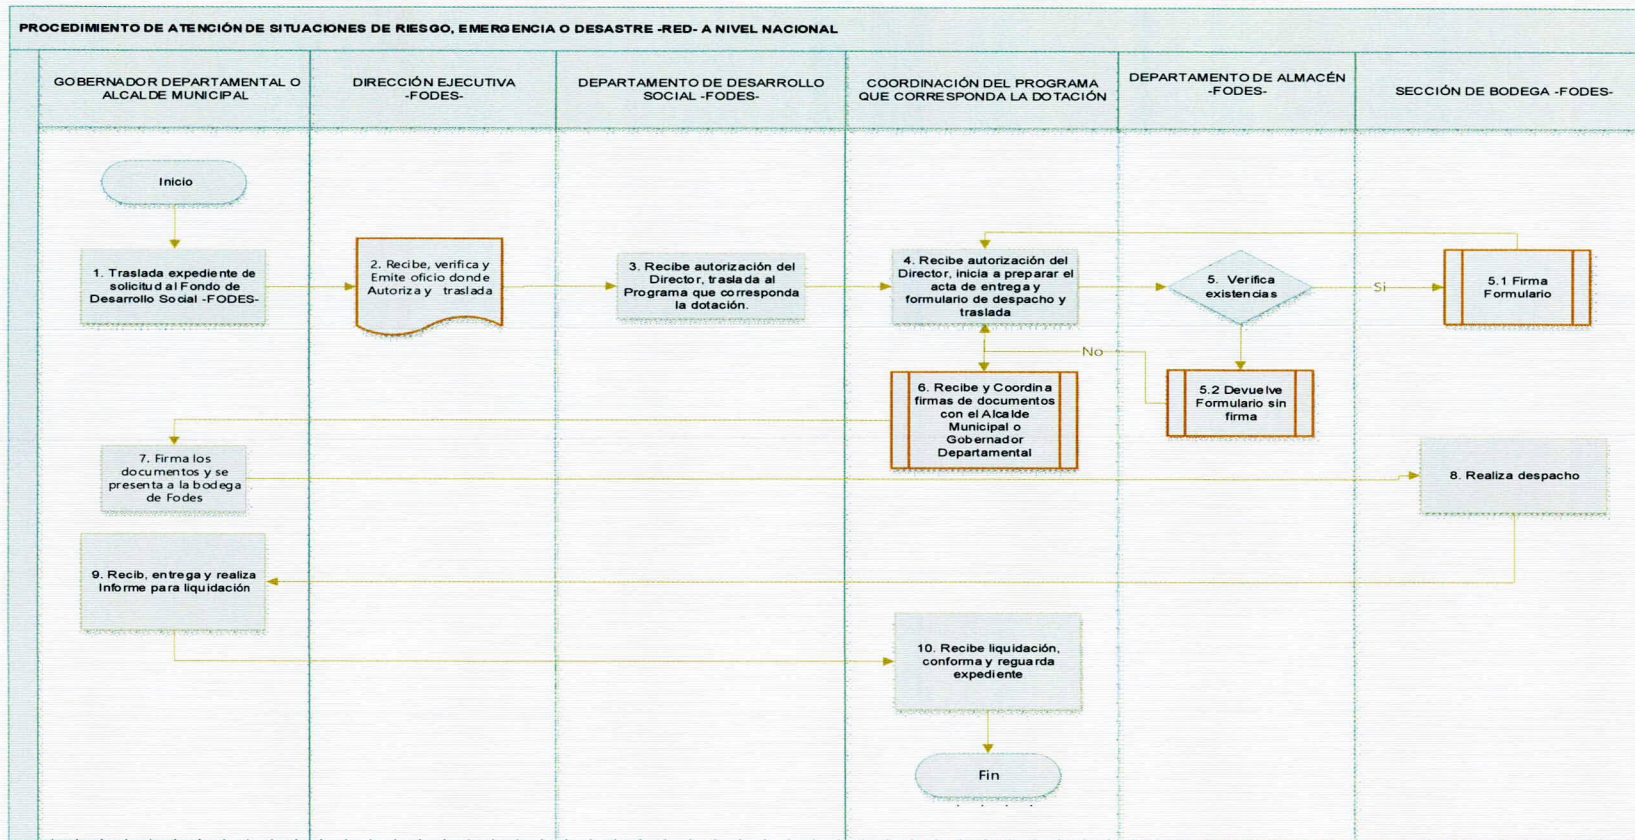 PROCEDIMIENTO DE ATENCIÓN DE SITUACIONES DE RIESGO, EMERGENCIA O DESASTRE -RED- A NIVEL NACIONAL
GOBERNADOR DEPARTAMENTAL O
ALCALDE MUNICIPAL
DIRECCIÓN EJECUTIVA
-FODES-
DEPARTAMENTO DE DESARROLLO
SOCIAL -FODES-
COORDINACIÓN DEL PROGRAMA
QUE CORRESPONDA LA DOTACIÓN
DEPARTAMENTO DE ALMACÉN
-FODES-
SECCIÓN DE BODEGA -FODES-
Inicio
1. Traslada expediente de
solicitud al Fondo de
Desarrollo Social -FODES-
2. Recibe, verifica y
Emite oficio donde
Autoriza y traslada
3. Recibe autorización del
Director, traslada al
Programa que corresponda
la dotación.
4. Recibe autorización del
Director, inicia a preparar el
acta de entrega y
formulario de despacho y
traslada
5. Verifica
existencias
Si
5.1 Firma
Formulario
No
5.2 Devuelve
Formulario sin
firma
6. Recibe y Coordina
firmas de documentos
con el Alcalde
Municipal o
Gobernador
Departamental
7. Firma los
documentos y se
presenta a la bodega
de Fodes
8. Realiza despacho
9. Recib, entrega y realiza
Informe para liquidación
10. Recibe liquidación,
conforma y reguarda
expediente
Fin